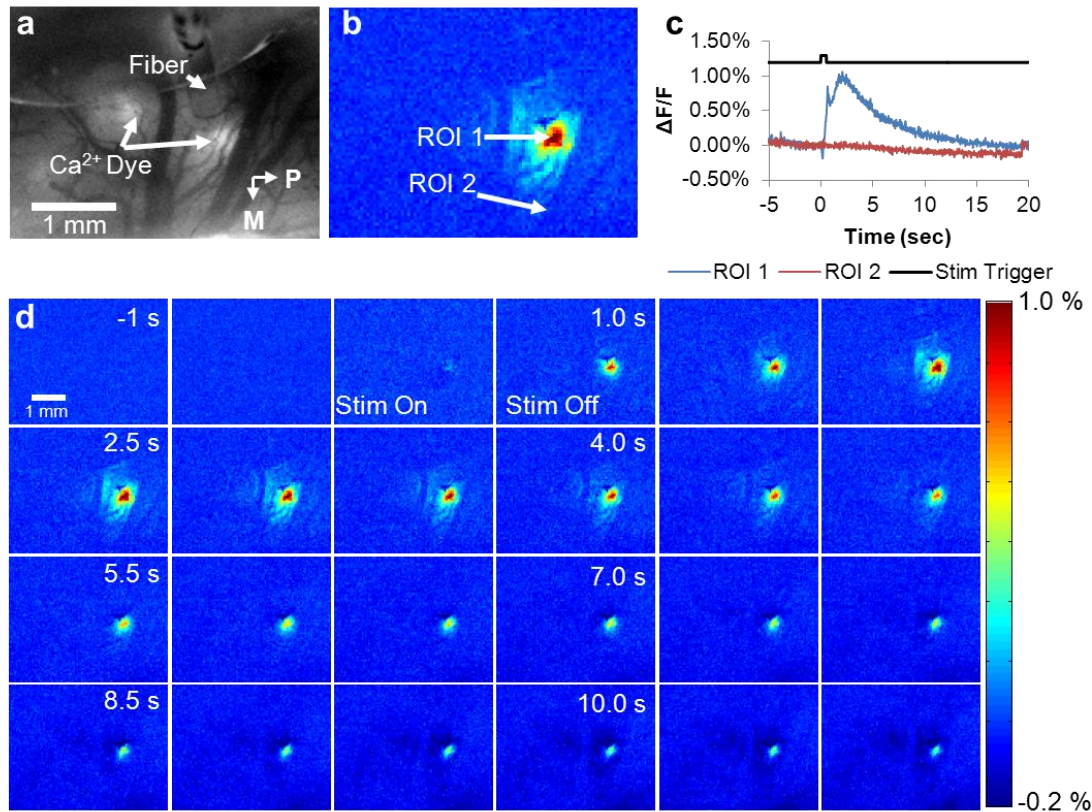 a
Fiber
Ca²⁺ Dye
P
M
1 mm
b
ROI 1
ROI 2
c
1.50%
1.00%
0.50%
0.00%
-0.50%
ΔF/F
-5 0 5 10 15 20
Time (sec)
ROI 1 ROI 2 Stim Trigger
d
-1 s
1.0 s
1 mm
Stim On
Stim Off
2.5 s
4.0 s
5.5 s
7.0 s
8.5 s
10.0 s
1.0 %
-0.2 %